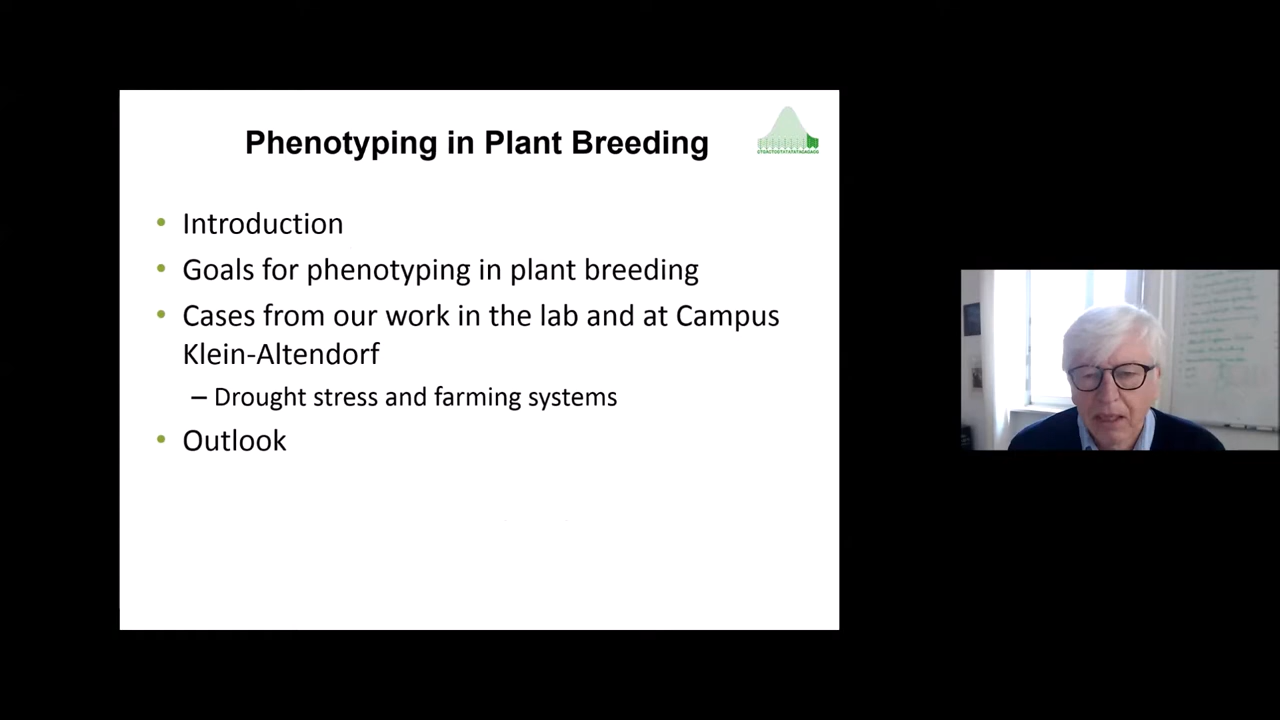 Phenotyping in Plant Breeding
• Introduction
• Goals for phenotyping in plant breeding
• Cases from our work in the lab and at Campus
Klein-Altendorf
– Drought stress and farming systems
• Outlook